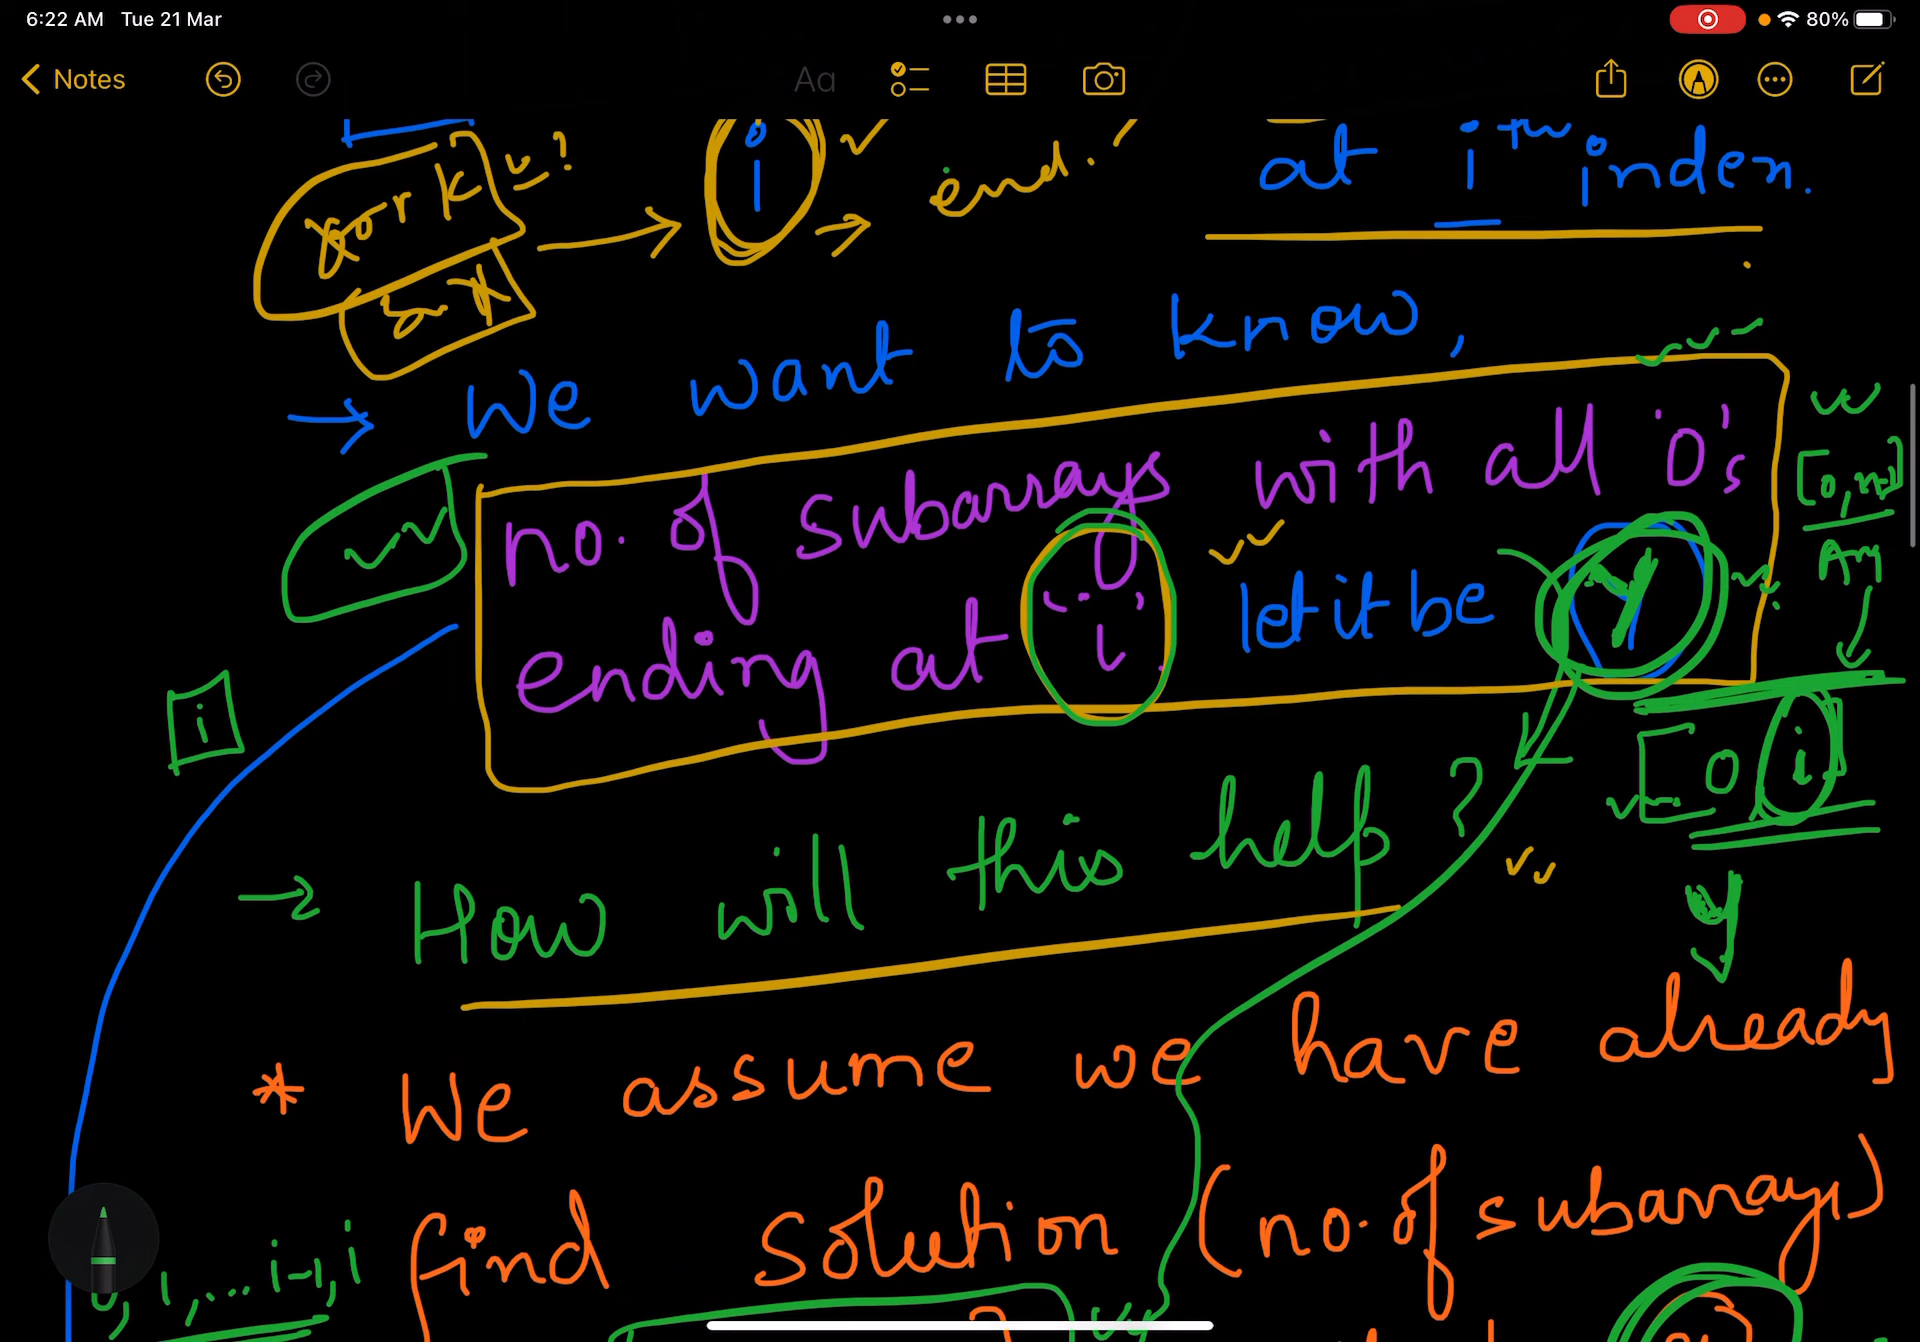 6:22 AM Tue 21 Mar
80%
Notes
Aa
for k
i
end.
at i th index.
→ We want to know,
no. of subarrays with all '0's
[0, n-1]
ending at 'i'. let it be Y
i
[0 i]
→ How will this help?
y
* We assume we have already
find solution (no. of subarrays)
0, 1, ... i-1, i